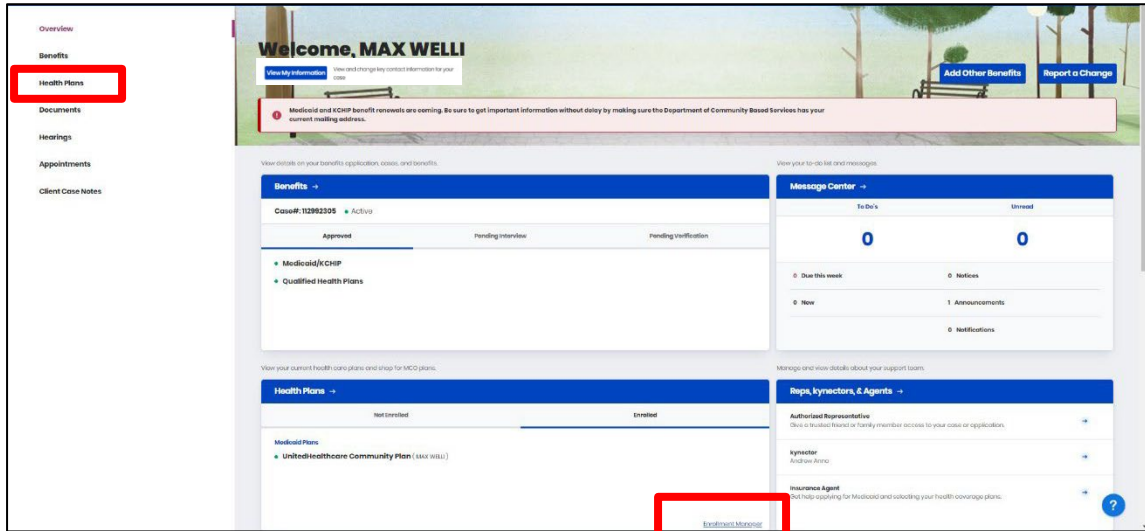 Overview
Benefits
Health Plans
Documents
Hearings
Appointments
Client Case Notes
Welcome, MAX WELLI
View My Information
View and change key contact information for your
case
Add Other Benefits
Report a Change
Medicaid and KCHIP benefit renewals are coming. Be sure to get important information without delay by making sure the Department of Community Based Services has your
current mailing address.
View details on your benefits application, cases, and benefits.
Benefits →
Case#: 112992305 • Active
Approved Pending Interview Pending Verification
• Medicaid/KCHIP
• Qualified Health Plans
View your to-do list and messages
Message Center →
To Do's Unread
0 0
0 Due this week 0 Notices
0 New 1 Announcements
0 Notifications
View your current health care plans and shop for MCO plans.
Health Plans →
Not Enrolled Enrolled
Medicaid Plans
• UnitedHealthcare Community Plan ( MAX WELLI )
Enrollment Manager
Manage and view details about your support team.
Reps, kynectors, & Agents →
Authorized Representative
Give a trusted friend or family member access to your case or application.
kynector
Andrew Anna
Insurance Agent
Get help applying for Medicaid and selecting your health coverage plans.
?